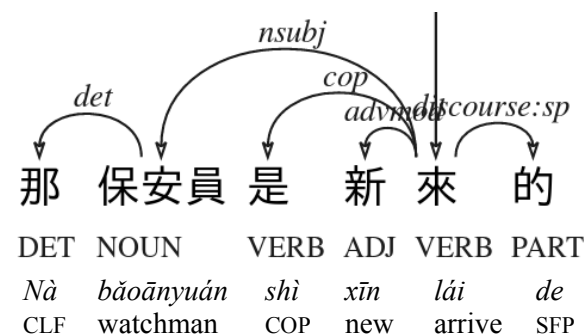 nsubj
cop
det advmod discourse:sp
那 保安員 是 新 來 的
DET NOUN VERB ADJ VERB PART
Nà bǎoānyuán shì xīn lái de
CLF watchman COP new arrive SFP